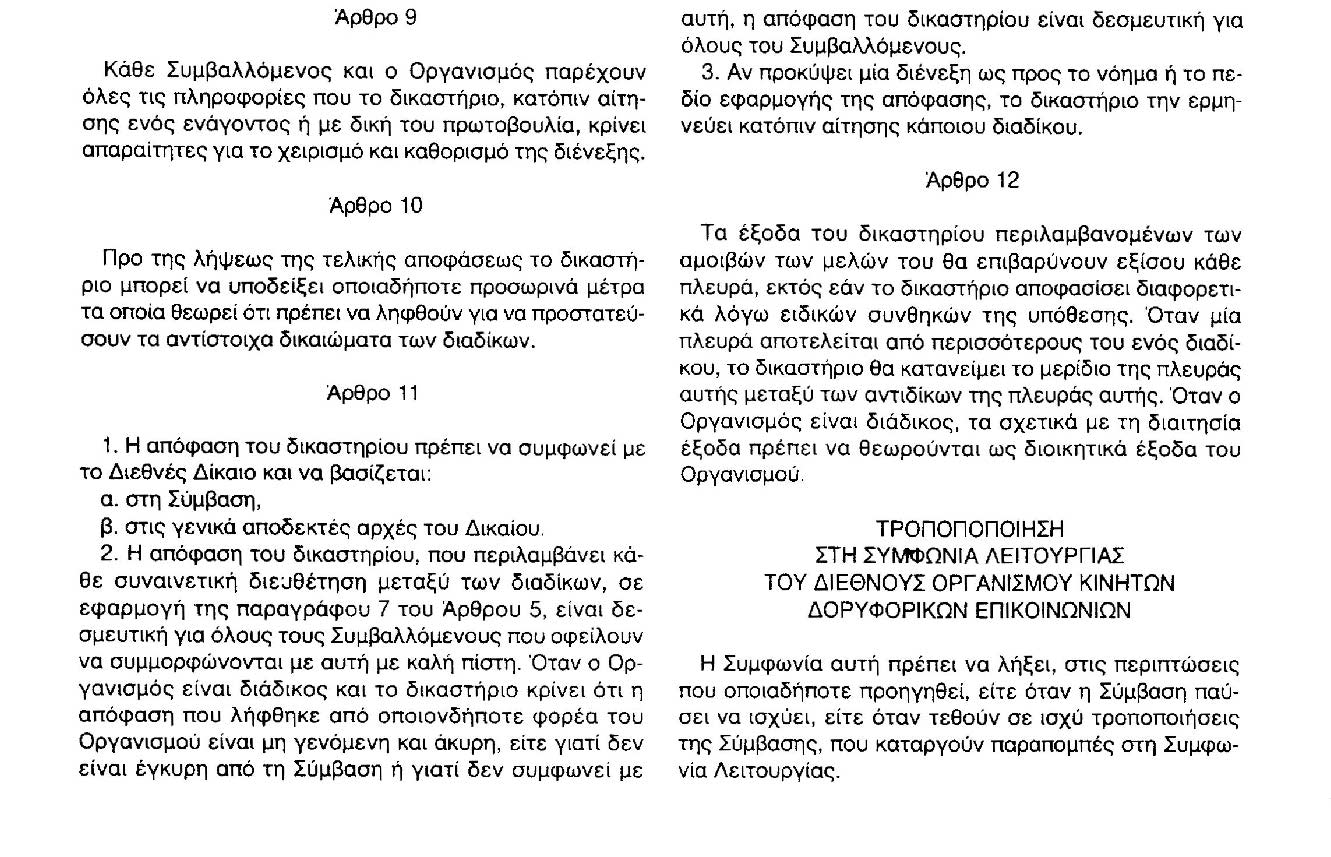 Άρθρο 9
Κάθε Συμβαλλόμενος και ο Οργανισμός παρέχουν
όλες τις πληροφορίες που το δικαστήριο, κατόπιν αίτη-
σης ενός ενάγοντος ή με δική του πρωτοβουλία, κρίνει
απαραίτητες για το χειρισμό και καθορισμό της διένεξης.
Άρθρο 10
Προ της λήψεως της τελικής αποφάσεως το δικαστή-
ριο μπορεί να υποδείξει οποιαδήποτε προσωρινά μέτρα
τα οποία θεωρεί ότι πρέπει να ληφθούν για να προστατεύ-
σουν τα αντίστοιχα δικαιώματα των διαδίκων.
Άρθρο 11
1. Η απόφαση του δικαστηρίου πρέπει να συμφωνεί με
το Διεθνές Δίκαιο και να βασίζεται:
α. στη Σύμβαση,
β. στις γενικά αποδεκτές αρχές του Δικαίου.
2. Η απόφαση του δικαστηρίου, που περιλαμβάνει κά-
θε συναινετική διευθέτηση μεταξύ των διαδίκων, σε
εφαρμογή της παραγράφου 7 του Άρθρου 5, είναι δε-
σμευτική για όλους τους Συμβαλλόμενους που οφείλουν
να συμμορφώνονται με αυτή με καλή πίστη. Όταν ο Ορ-
γανισμός είναι διάδικος και το δικαστήριο κρίνει ότι η
απόφαση που λήφθηκε από οποιονδήποτε φορέα του
Οργανισμού είναι μη γενόμενη και άκυρη, είτε γιατί δεν
είναι έγκυρη από τη Σύμβαση ή γιατί δεν συμφωνεί με
αυτή, η απόφαση του δικαστηρίου είναι δεσμευτική για
όλους του Συμβαλλόμενους.
3. Αν προκύψει μία διένεξη ως προς το νόημα ή το πε-
δίο εφαρμογής της απόφασης, το δικαστήριο την ερμη-
νεύει κατόπιν αίτησης κάποιου διαδίκου.
Άρθρο 12
Τα έξοδα του δικαστηρίου περιλαμβανομένων των
αμοιβών των μελών του θα επιβαρύνουν εξίσου κάθε
πλευρά, εκτός εάν το δικαστήριο αποφασίσει διαφορετι-
κά λόγω ειδικών συνθηκών της υπόθεσης. Όταν μία
πλευρά αποτελείται από περισσότερους του ενός διαδί-
κου, το δικαστήριο θα κατανείμει το μερίδιο της πλευράς
αυτής μεταξύ των αντιδίκων της πλευράς αυτής. Όταν ο
Οργανισμός είναι διάδικος, τα σχετικά με τη διαιτησία
έξοδα πρέπει να θεωρούνται ως διοικητικά έξοδα του
Οργανισμού.
ΤΡΟΠΟΠΟΠΟΙΗΣΗ
ΣΤΗ ΣΥΜΦΩΝΙΑ ΛΕΙΤΟΥΡΓΙΑΣ
ΤΟΥ ΔΙΕΘΝΟΥΣ ΟΡΓΑΝΙΣΜΟΥ ΚΙΝΗΤΩΝ
ΔΟΡΥΦΟΡΙΚΩΝ ΕΠΙΚΟΙΝΩΝΙΩΝ
Η Συμφωνία αυτή πρέπει να λήξει, στις περιπτώσεις
που οποιαδήποτε προηγηθεί, είτε όταν η Σύμβαση παύ-
σει να ισχύει, είτε όταν τεθούν σε ισχύ τροποποιήσεις
της Σύμβασης, που καταργούν παραπομπές στη Συμφω-
νία Λειτουργίας.